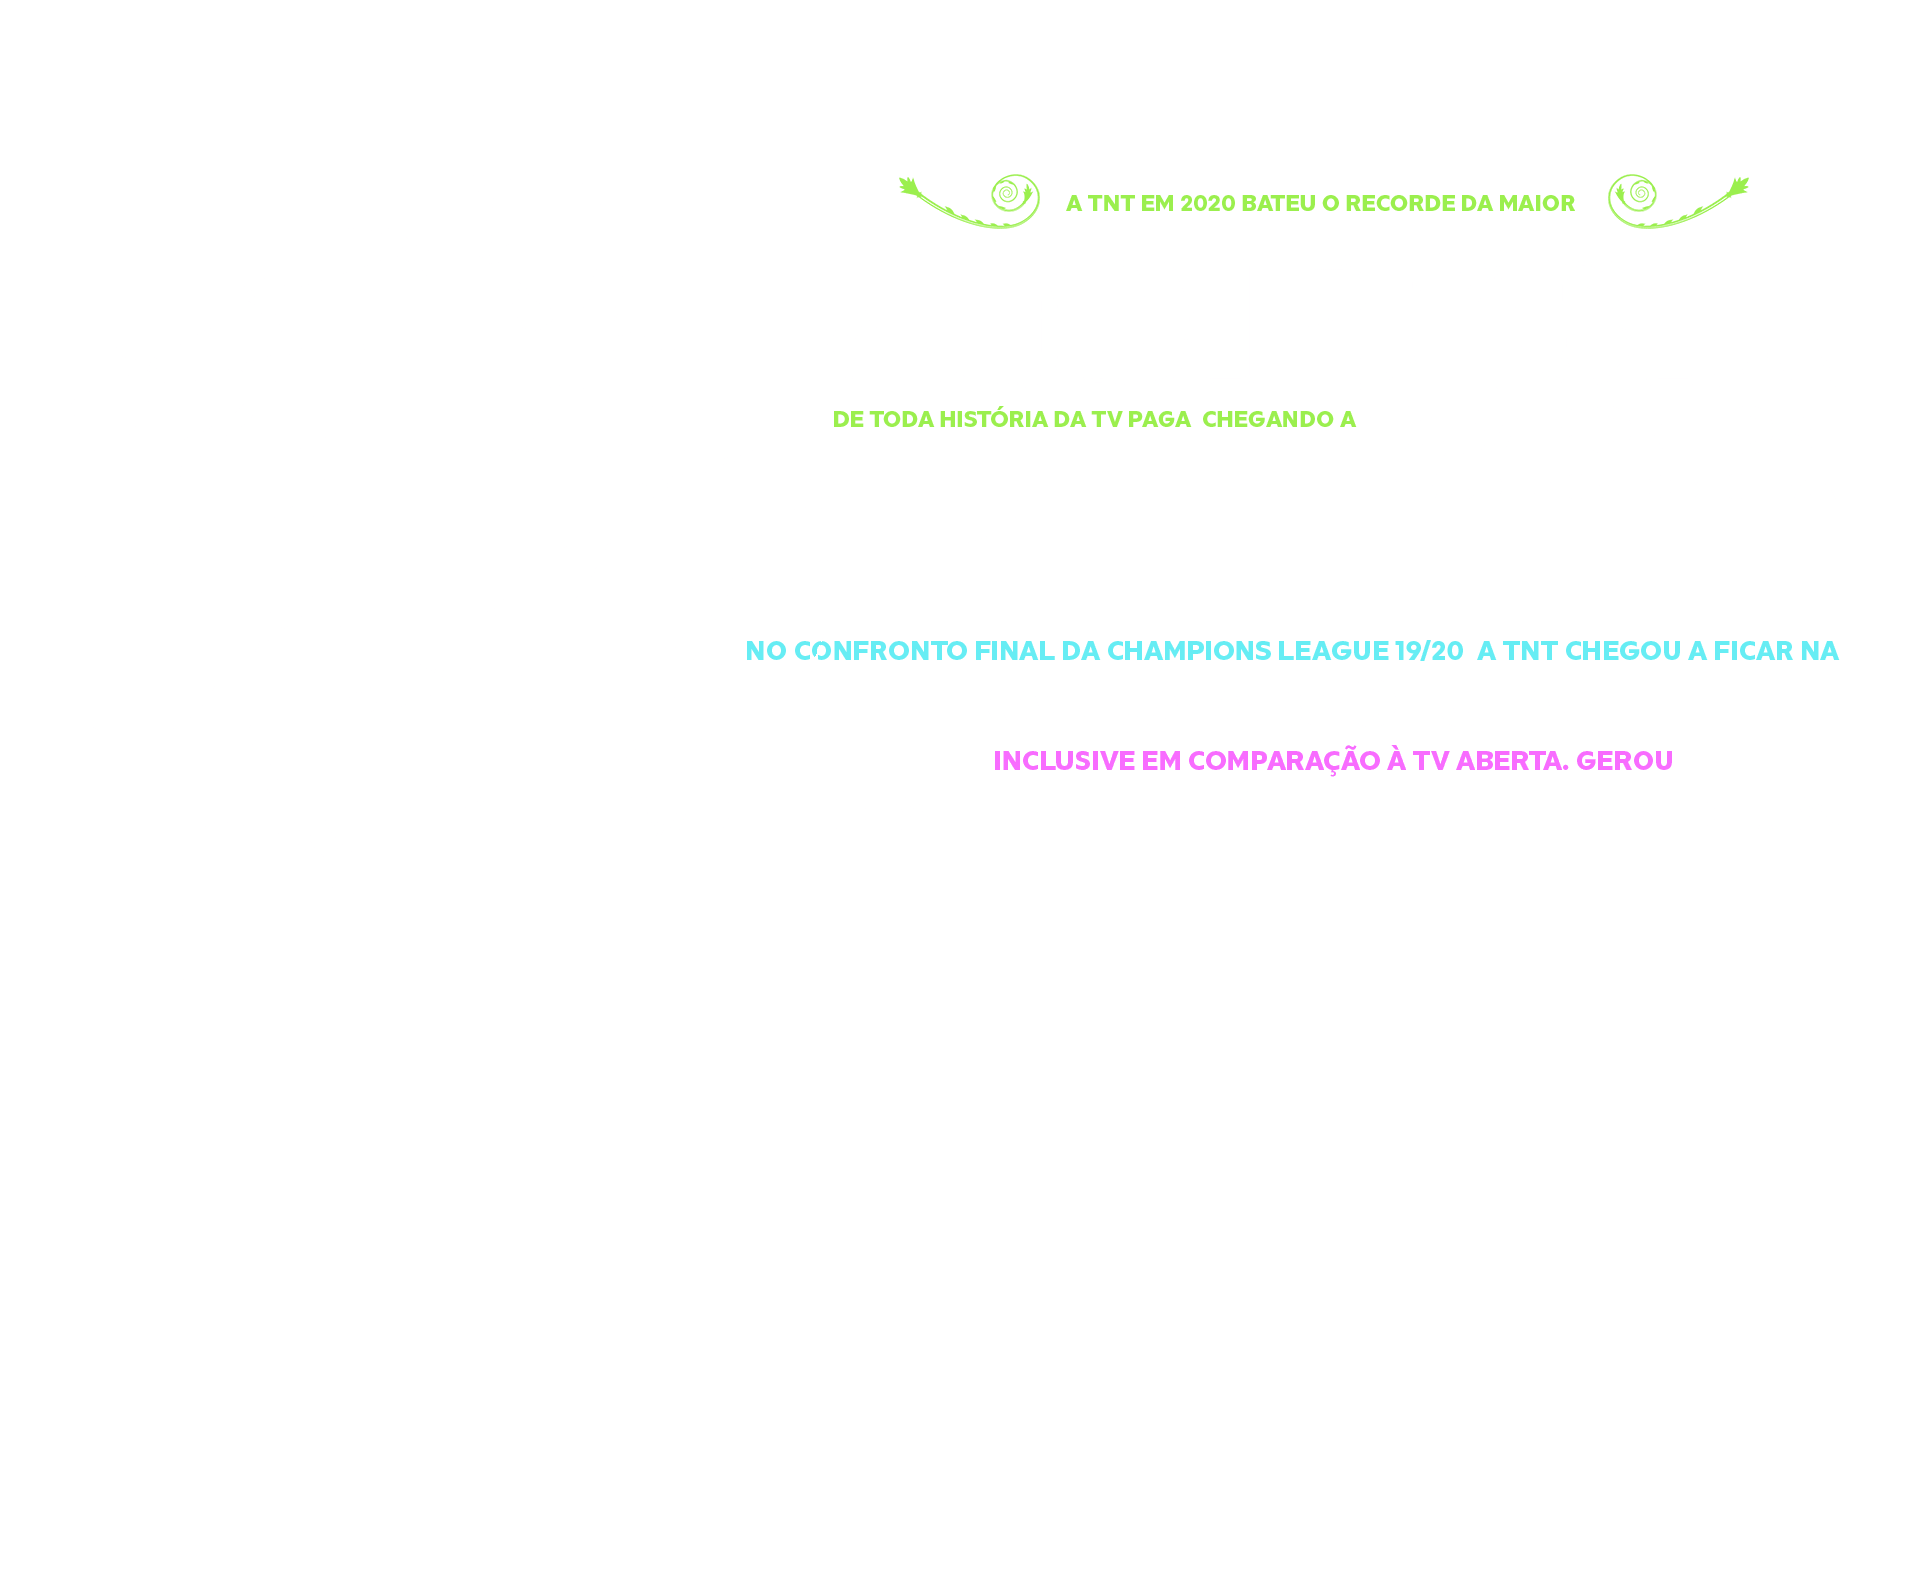 A TNT EM 2020 BATEU O RECORDE DA MAIOR
DE TODA HISTÓRIA DA TV PAGA  CHEGANDO A
NO CONFRONTO FINAL DA CHAMPIONS LEAGUE 19/20  A TNT CHEGOU A FICAR NA
INCLUSIVE EM COMPARAÇÃO À TV ABERTA. GEROU